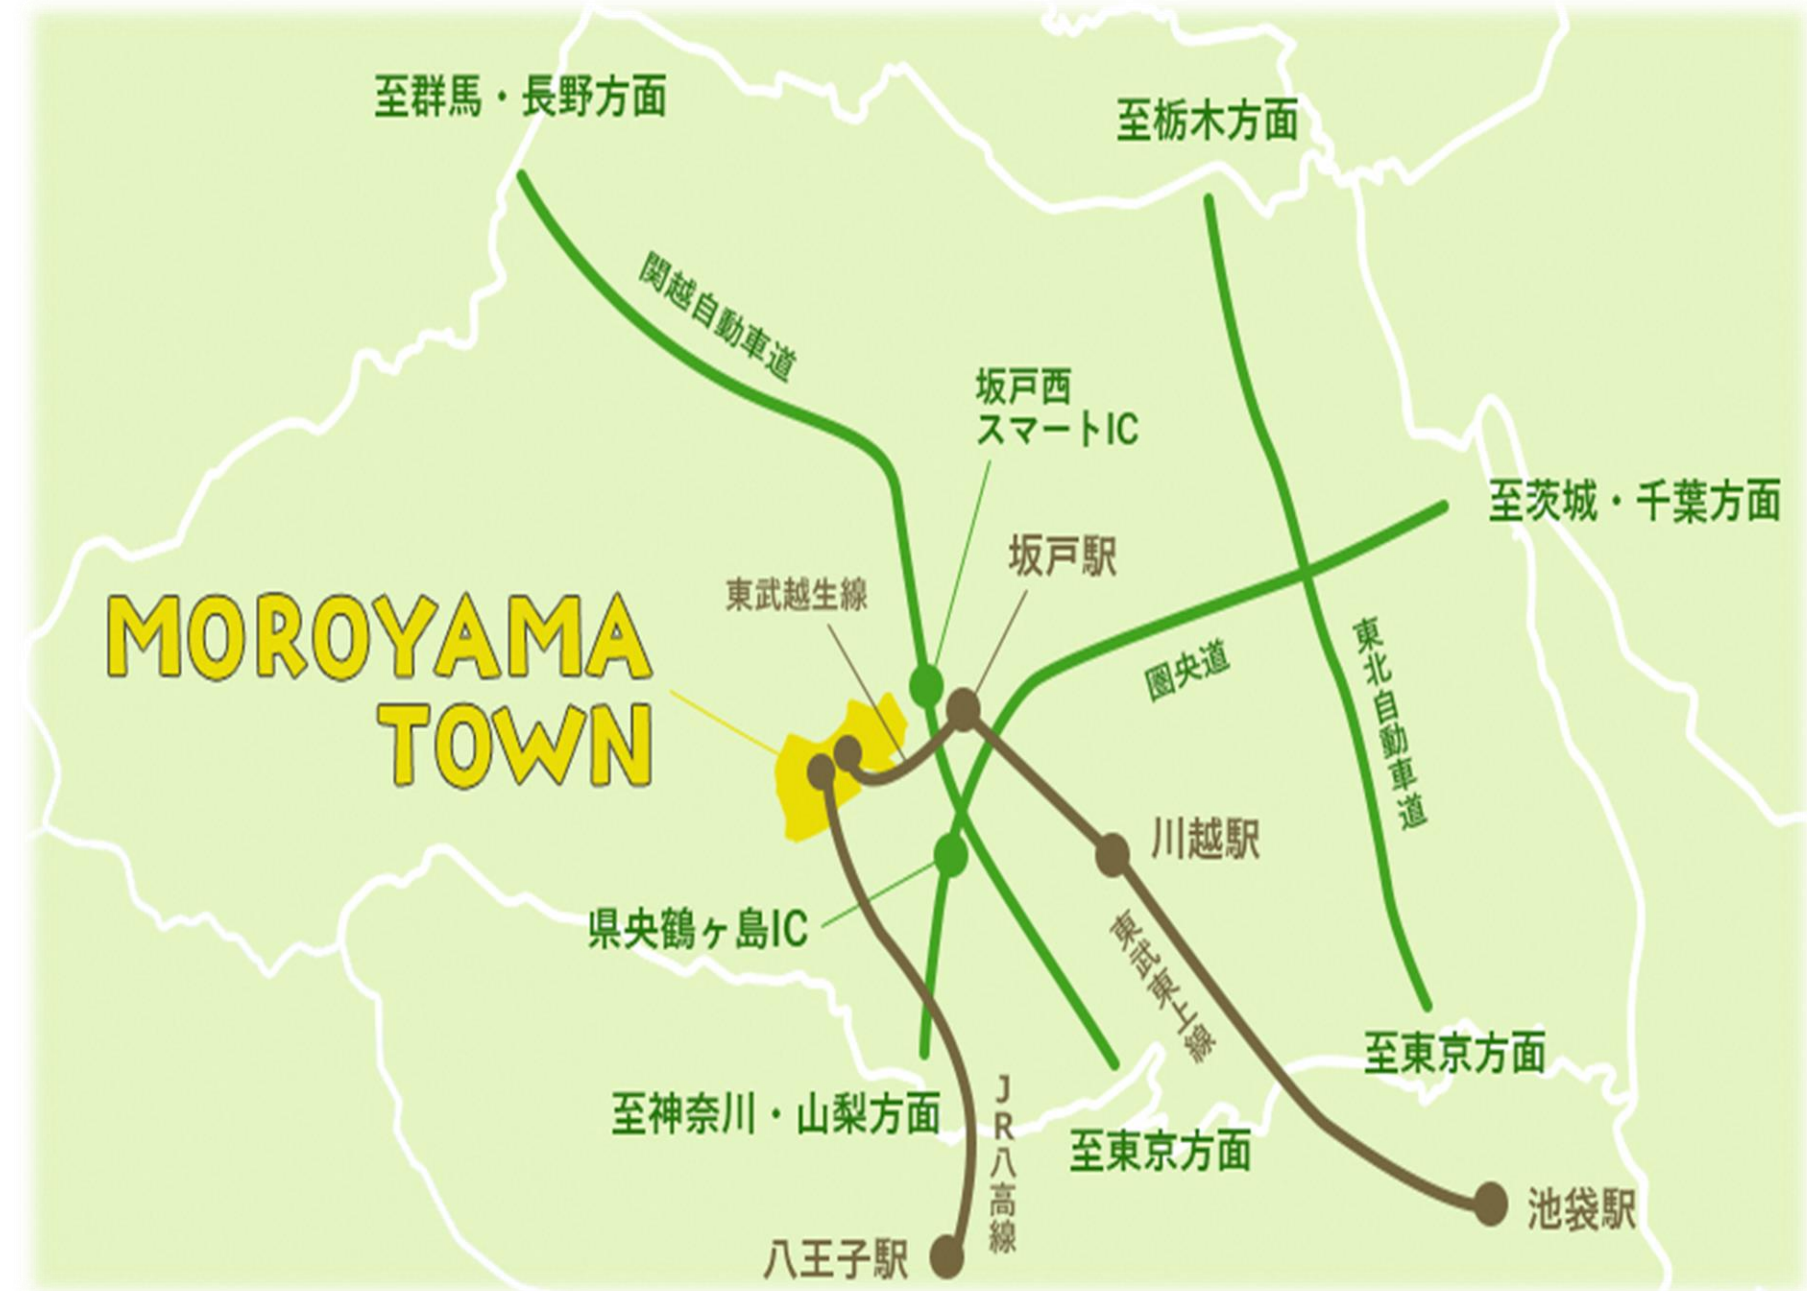 至群馬・長野方面
至栃木方面
関越自動車道
坂戸西
スマートIC
至茨城・千葉方面
坂戸駅
東武越生線
MOROYAMA
TOWN
圏央道
東北自動車道
川越駅
県央鶴ヶ島IC
東武東上線
至東京方面
至神奈川・山梨方面
JR八高線
至東京方面
池袋駅
八王子駅